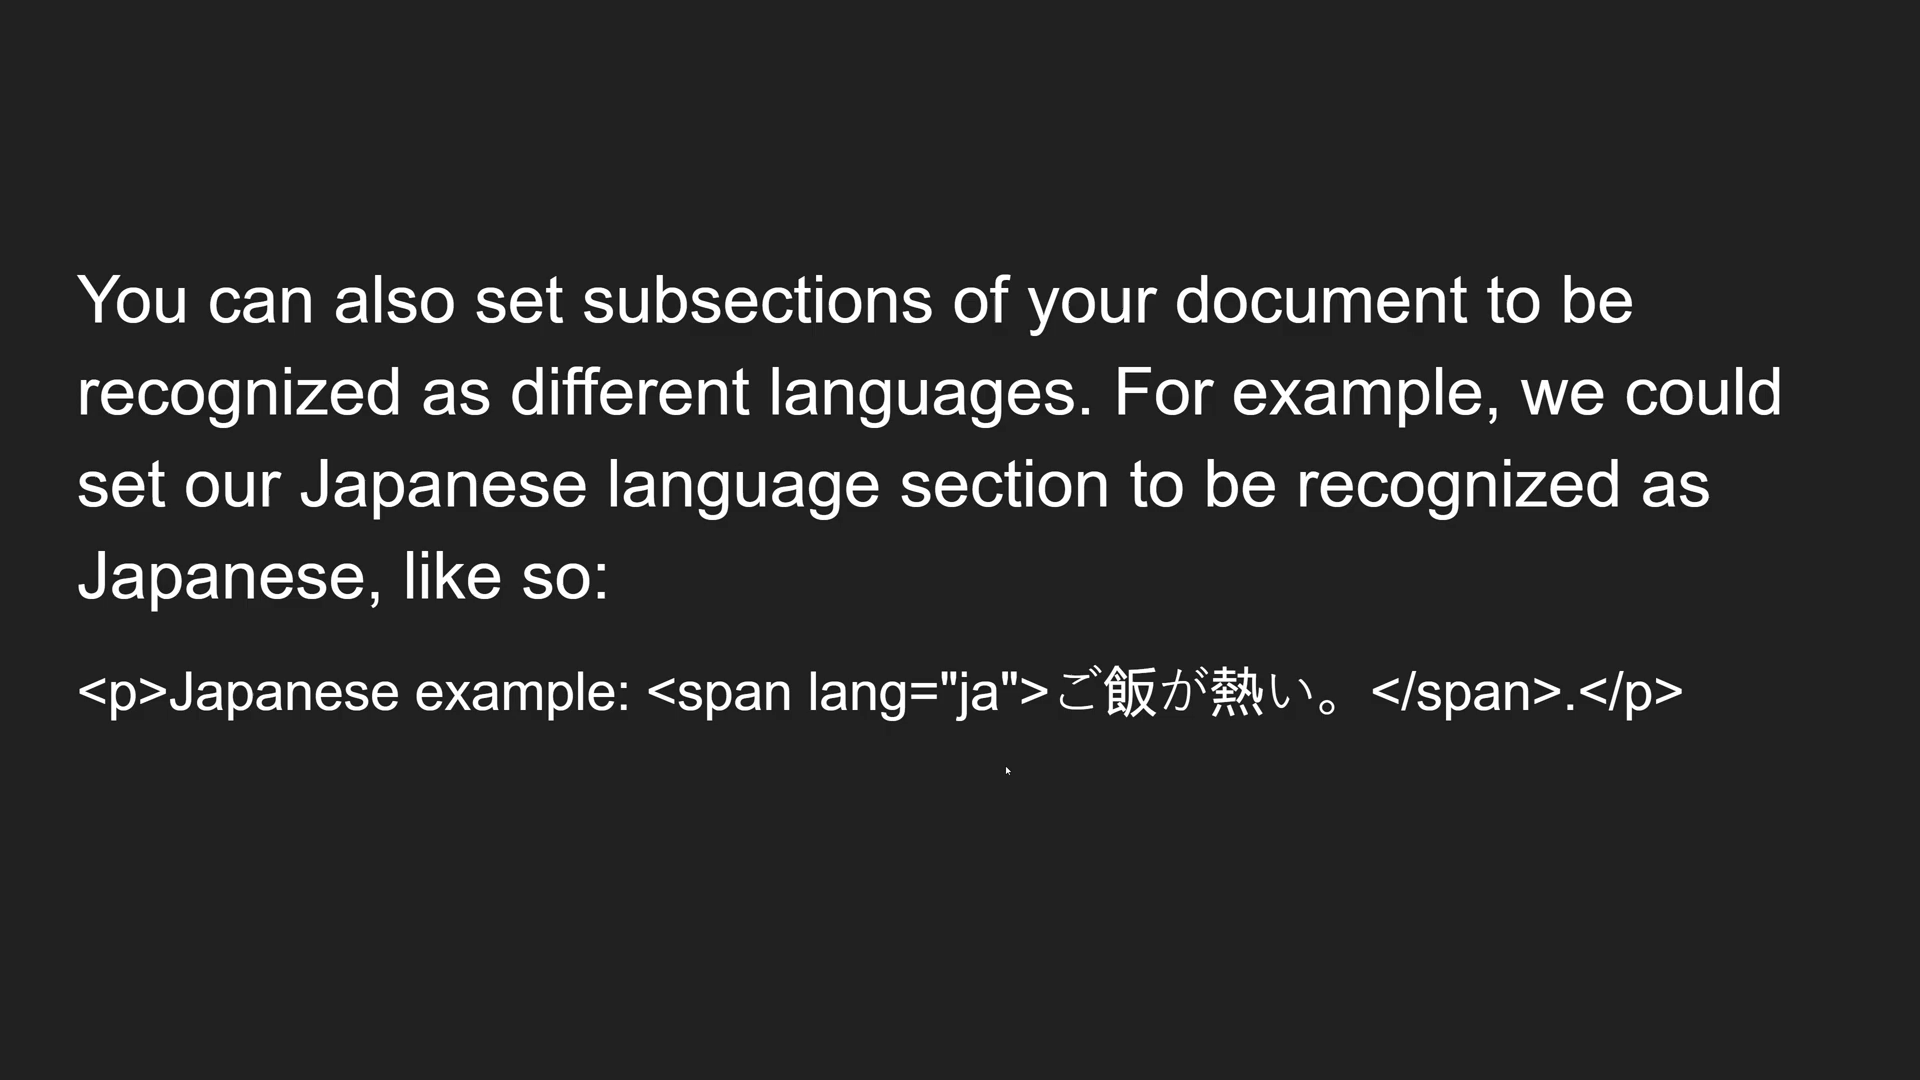 You can also set subsections of your document to be
recognized as different languages. For example, we could
set our Japanese language section to be recognized as
Japanese, like so:
<p>Japanese example: <span lang="ja">ご飯が熱い。</span>.</p>